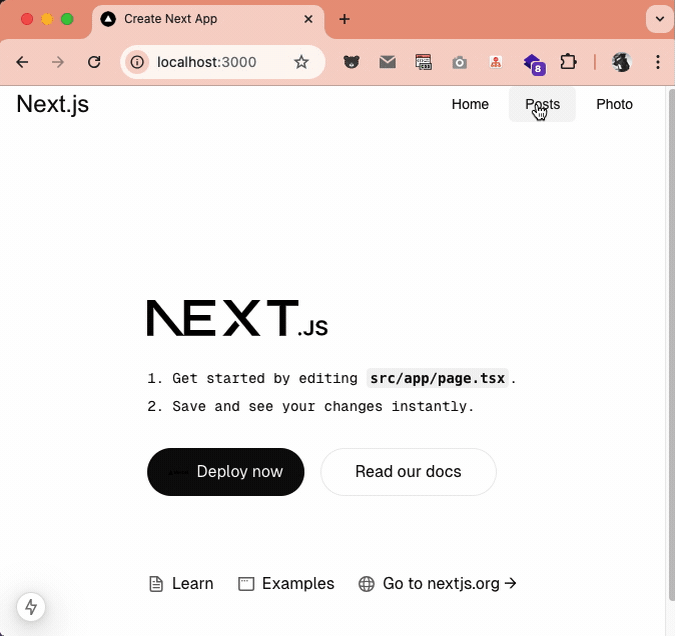 Create Next App
localhost:3000
8
Next.js
Home Posts Photo
NEXT.JS
1. Get started by editing src/app/page.tsx.
2. Save and see your changes instantly.
Deploy now Read our docs
Learn Examples Go to nextjs.org →